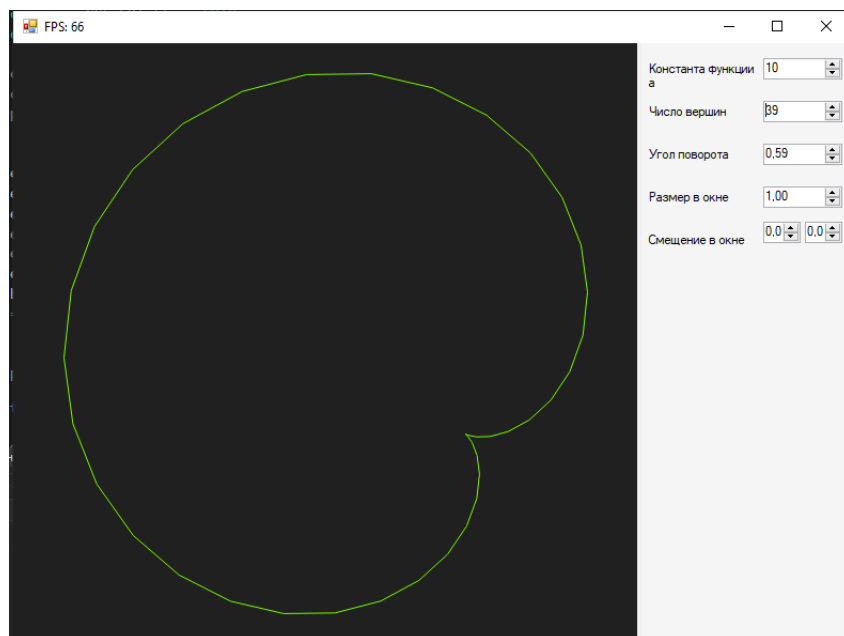 FPS: 66
Константа функции 10
а
Число вершин 39
Угол поворота 0,59
Размер в окне 1,00
Смещение в окне 0,0 0,0